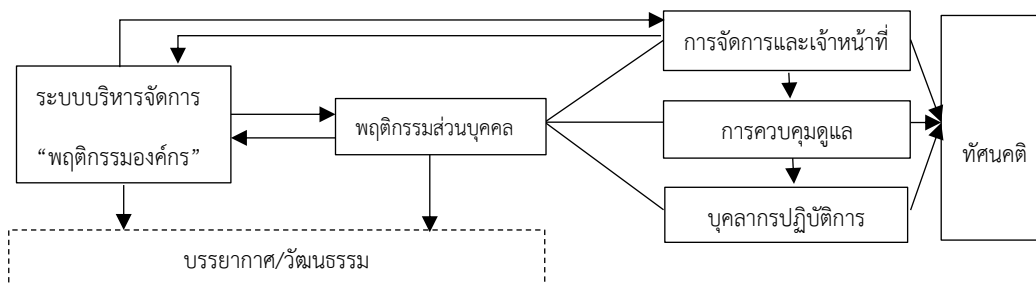 การจัดการและเจ้าหน้าที่
ระบบบริหารจัดการ
“พฤติกรรมองค์กร”
พฤติกรรมส่วนบุคคล
การควบคุมดูแล
ทัศนคติ
บุคลากรปฏิบัติการ
บรรยากาศ/วัฒนธรรม